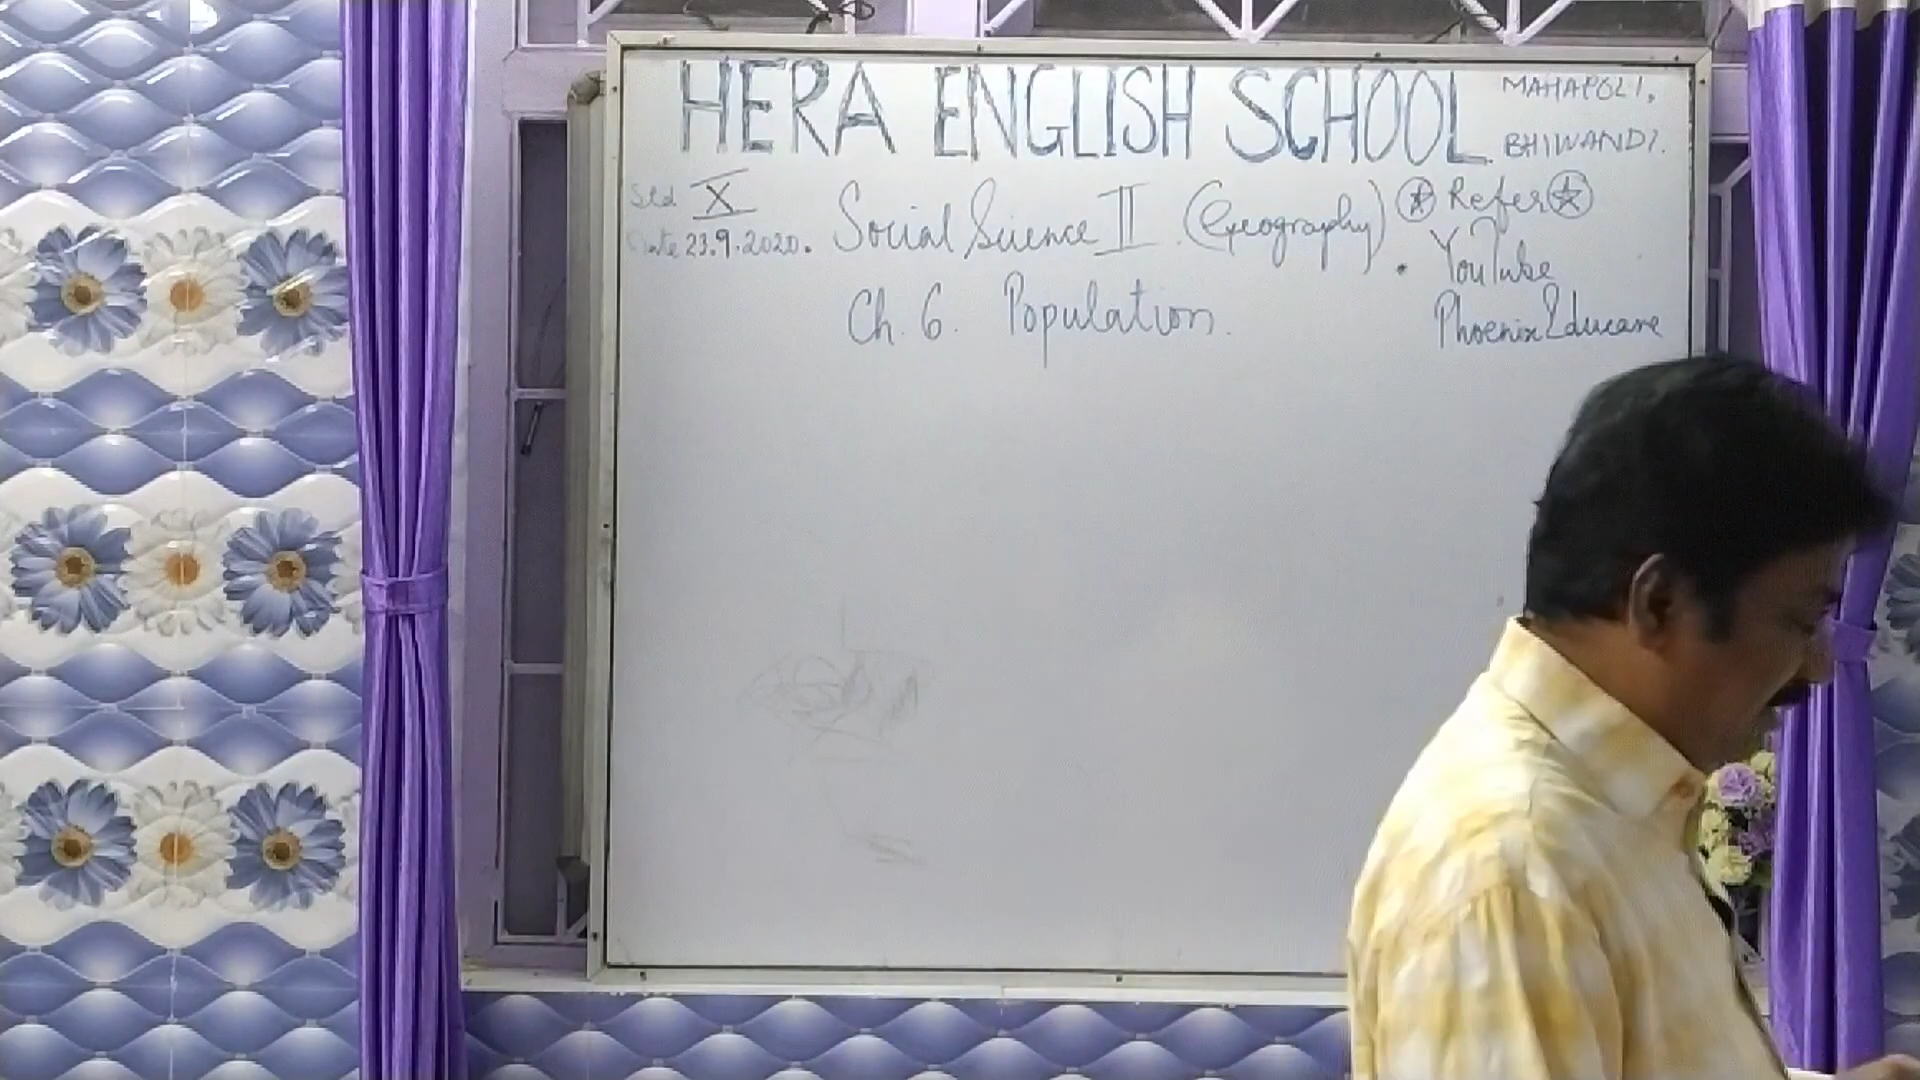 HERA ENGLISH SCHOOL. MAHAPOLI,
BHIWANDI.
Std X Social Science II (Geography) Refer
Date 23.9.2020. YouTube
Ch. 6. Population. Phoenix Educare